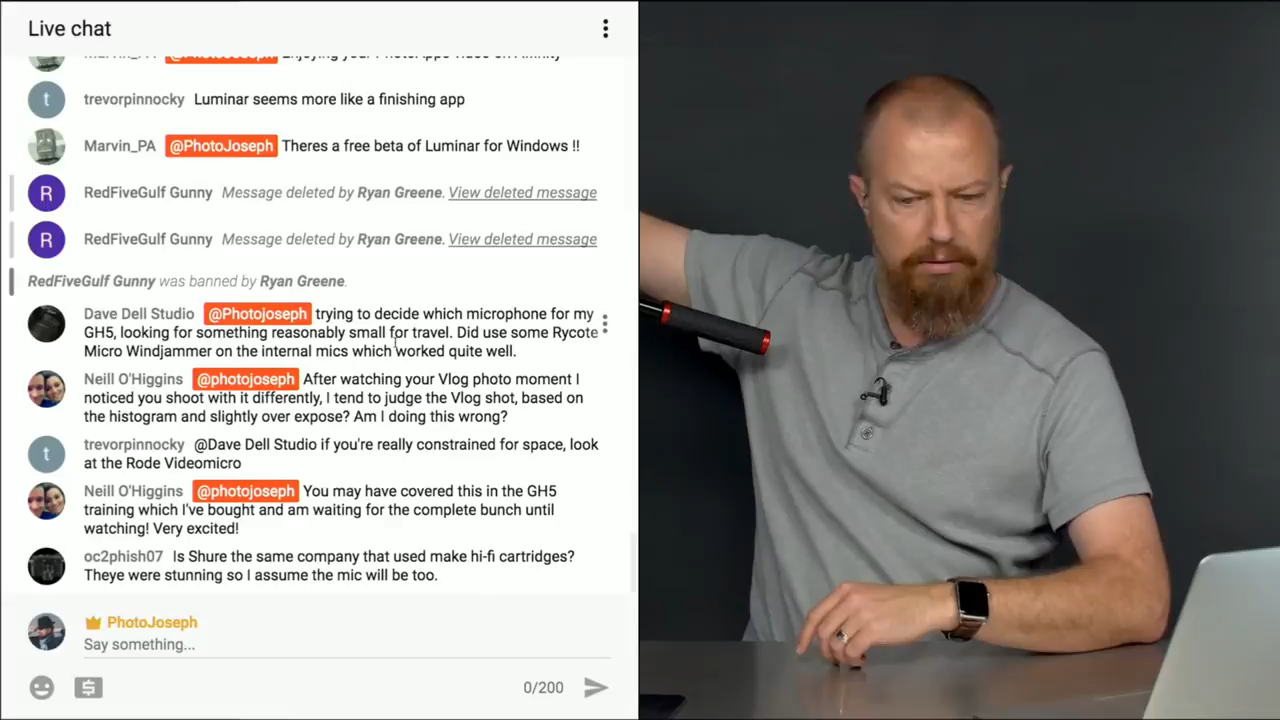 Live chat
@PhotoJoseph
trevorpinnocky Luminar seems more like a finishing app
Marvin_PA @PhotoJoseph Theres a free beta of Luminar for Windows !!
RedFiveGulf Gunny Message deleted by Ryan Greene. View deleted message
RedFiveGulf Gunny Message deleted by Ryan Greene. View deleted message
RedFiveGulf Gunny was banned by Ryan Greene.
Dave Dell Studio @Photojoseph trying to decide which microphone for my
GH5, looking for something reasonably small for travel. Did use some Rycote
Micro Windjammer on the internal mics which worked quite well.
Neill O'Higgins @photojoseph After watching your Vlog photo moment I
noticed you shoot with it differently, I tend to judge the Vlog shot, based on
the histogram and slightly over expose? Am I doing this wrong?
trevorpinnocky @Dave Dell Studio if you're really constrained for space, look
at the Rode Videomicro
Neill O'Higgins @photojoseph You may have covered this in the GH5
training which I've bought and am waiting for the complete bunch until
watching! Very excited!
oc2phish07 Is Shure the same company that used make hi-fi cartridges?
Theye were stunning so I assume the mic will be too.
PhotoJoseph
Say something...
0/200